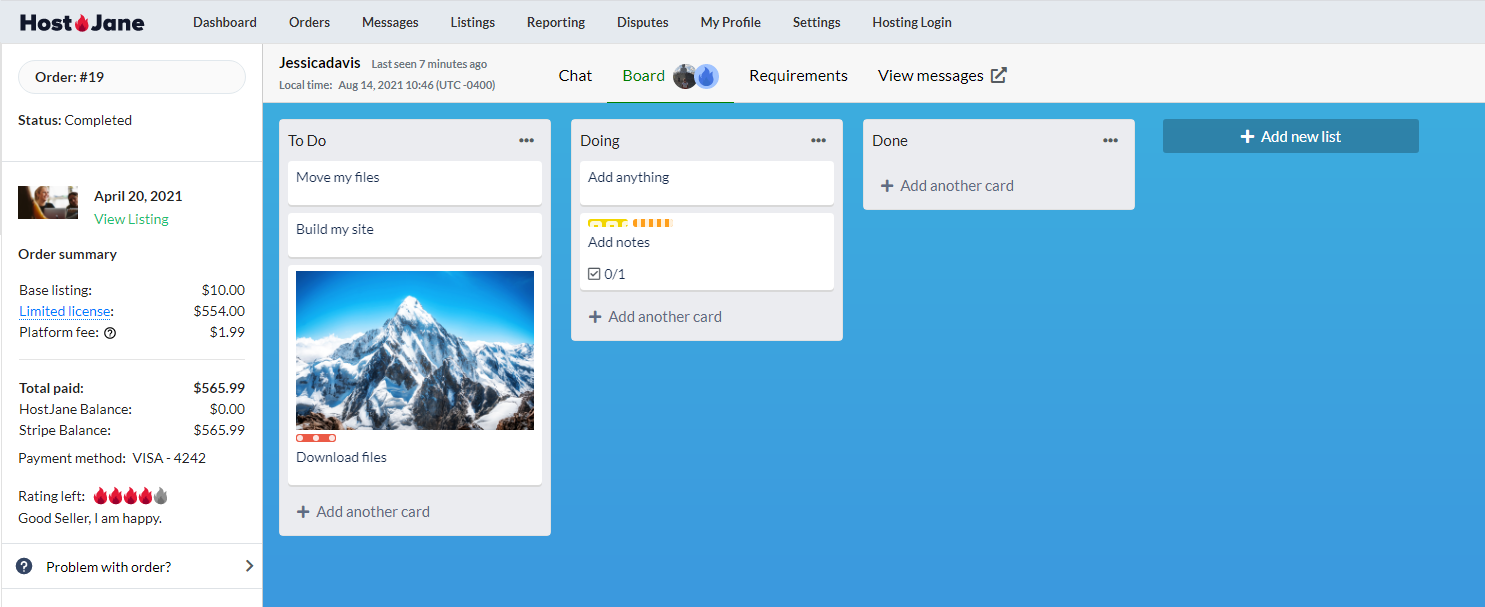 Host Jane
Dashboard
Orders
Messages
Listings
Reporting
Disputes
My Profile
Settings
Hosting Login
Order: #19
Status: Completed
April 20, 2021
View Listing
Order summary
Base listing: $10.00
Limited license: $554.00
Platform fee: $1.99
Total paid: $565.99
HostJane Balance: $0.00
Stripe Balance: $565.99
Payment method: VISA - 4242
Rating left:
Good Seller, I am happy.
Problem with order?
Jessicadavis Last seen 7 minutes ago
Local time: Aug 14, 2021 10:46 (UTC -0400)
Chat
Board
Requirements
View messages
To Do
Move my files
Build my site
Download files
+ Add another card
Doing
Add anything
Add notes
0/1
+ Add another card
Done
+ Add another card
+ Add new list